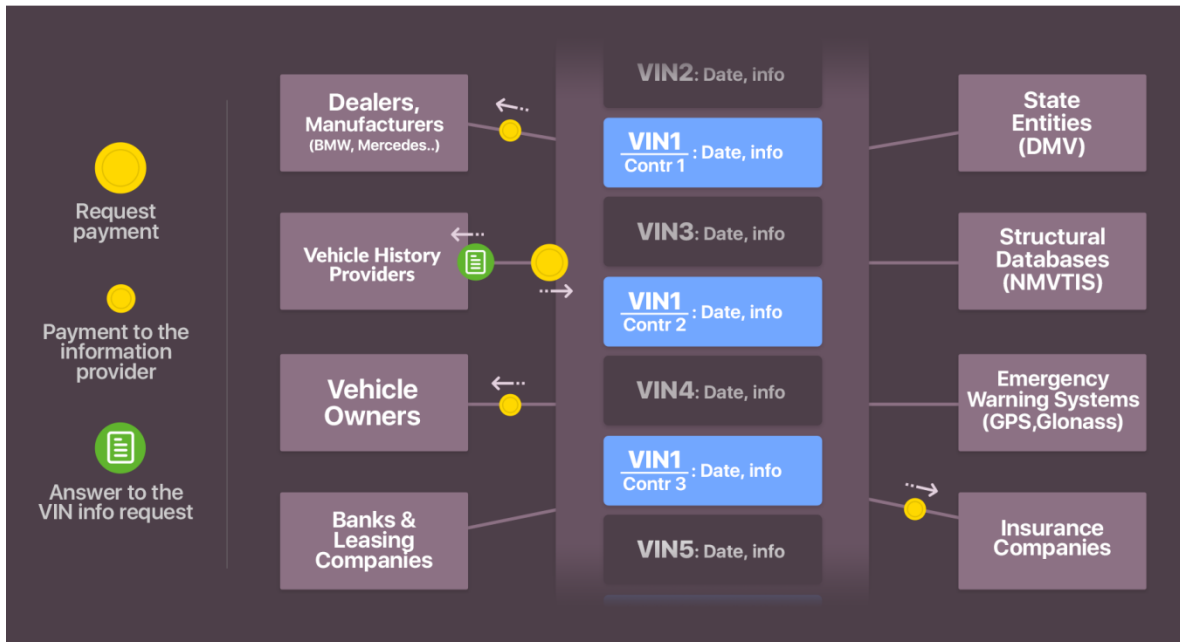 Request
payment
Payment to the
information
provider
Answer to the
VIN info request
Dealers,
Manufacturers
(BMW, Mercedes..)
Vehicle History
Providers
Vehicle
Owners
Banks &
Leasing
Companies
VIN2: Date, info
VIN1
Contr 1 : Date, info
VIN3: Date, info
VIN1
Contr 2 : Date, info
VIN4: Date, info
VIN1
Contr 3 : Date, info
VIN5: Date, info
State
Entities
(DMV)
Structural
Databases
(NMVTIS)
Emergency
Warning Systems
(GPS,Glonass)
Insurance
Companies